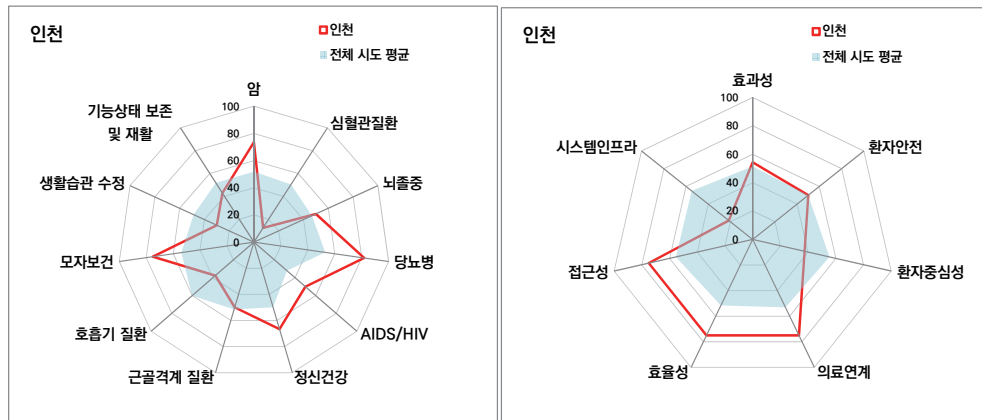 인천
인천
전체 시도 평균
암
심혈관질환
뇌졸중
당뇨병
AIDS/HIV
정신건강
근골격계 질환
호흡기 질환
모자보건
생활습관 수정
기능상태 보존
및 재활
100
80
60
40
20
0
인천
인천
전체 시도 평균
효과성
환자안전
환자중심성
의료연계
효율성
접근성
시스템인프라
100
80
60
40
20
0